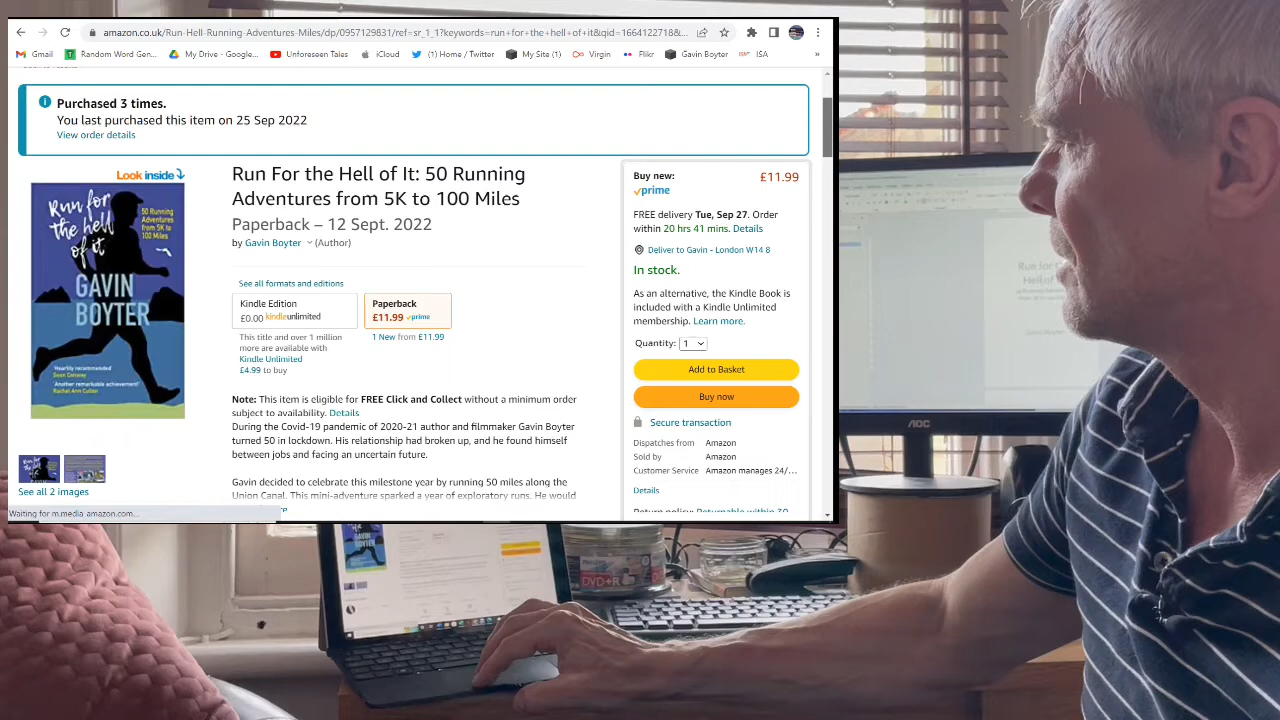 amazon.co.uk/Run-Hell-Running-Adventures-Miles/dp/0957129831/ref=sr_1_1?keywords=run+for+the+hell+of+it&qid=1664122718&...
Gmail
Random Word Gen...
My Drive - Google...
Unforeseen Tales
iCloud
(1) Home / Twitter
My Site (1)
Virgin
Flikr
Gavin Boyter
ISA
»
Purchased 3 times.
You last purchased this item on 25 Sep 2022
View order details
Look inside
Run for
the hell
of it
50 Running
Adventures
from 5K to
100 Miles
GAVIN
BOYTER
See all 2 images
Run For the Hell of It: 50 Running
Adventures from 5K to 100 Miles
Paperback – 12 Sept. 2022
by Gavin Boyter (Author)
See all formats and editions
Kindle Edition
£0.00 kindleunlimited
This title and over 1 million
more are available with
Kindle Unlimited
£4.99 to buy
Paperback
£11.99 prime
1 New from £11.99
Note: This item is eligible for FREE Click and Collect without a minimum order
subject to availability. Details
During the Covid-19 pandemic of 2020-21 author and filmmaker Gavin Boyter
turned 50 in lockdown. His relationship had broken up, and he found himself
between jobs and facing an uncertain future.
Gavin decided to celebrate this milestone year by running 50 miles along the
Union Canal. This mini-adventure sparked a year of exploratory runs. He would
Waiting for m.media amazon.com...
Buy new:
£11.99
prime
FREE delivery Tue, Sep 27. Order
within 20 hrs 41 mins. Details
Deliver to Gavin - London W14 8
In stock.
As an alternative, the Kindle Book is
included with a Kindle Unlimited
membership. Learn more.
Quantity: 1
Add to Basket
Buy now
Secure transaction
Dispatches from Amazon
Sold by Amazon
Customer Service Amazon manages 24/...
Details
Return policy: Returnable within 30
AOC
DVD+R